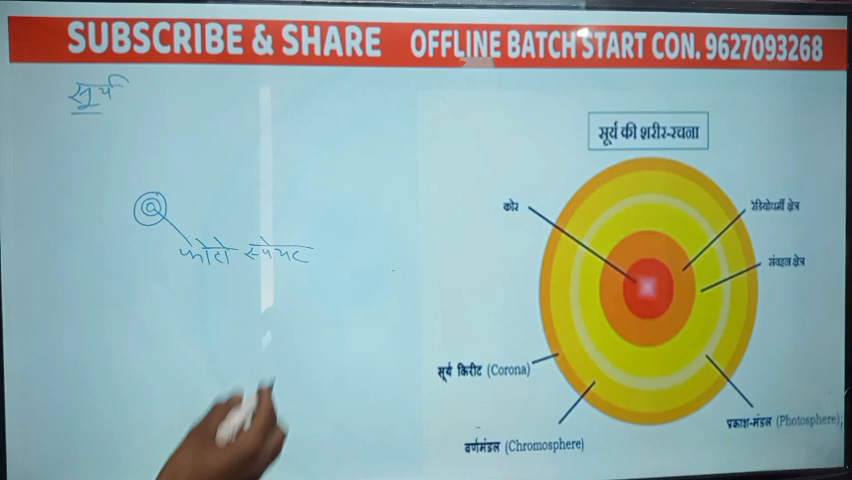 SUBSCRIBE & SHARE OFFLINE BATCH START CON. 9627093268
सूर्य
सूर्य की शरीर-रचना
कोर
रेडियोधर्मी क्षेत्र
फोटो स्पेयर
संवहन क्षेत्र
सूर्य किरीट (Corona)
प्रकाश-मंडल (Photosphere),
वर्णमंडल (Chromosphere)